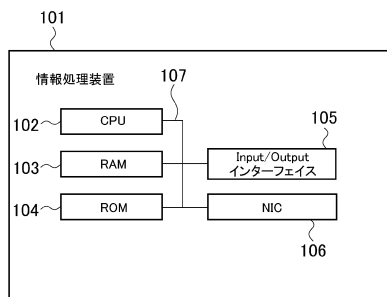 101
情報処理装置
107
102
CPU
105
103
RAM
Input/Output
インターフェイス
104
ROM
NIC
106